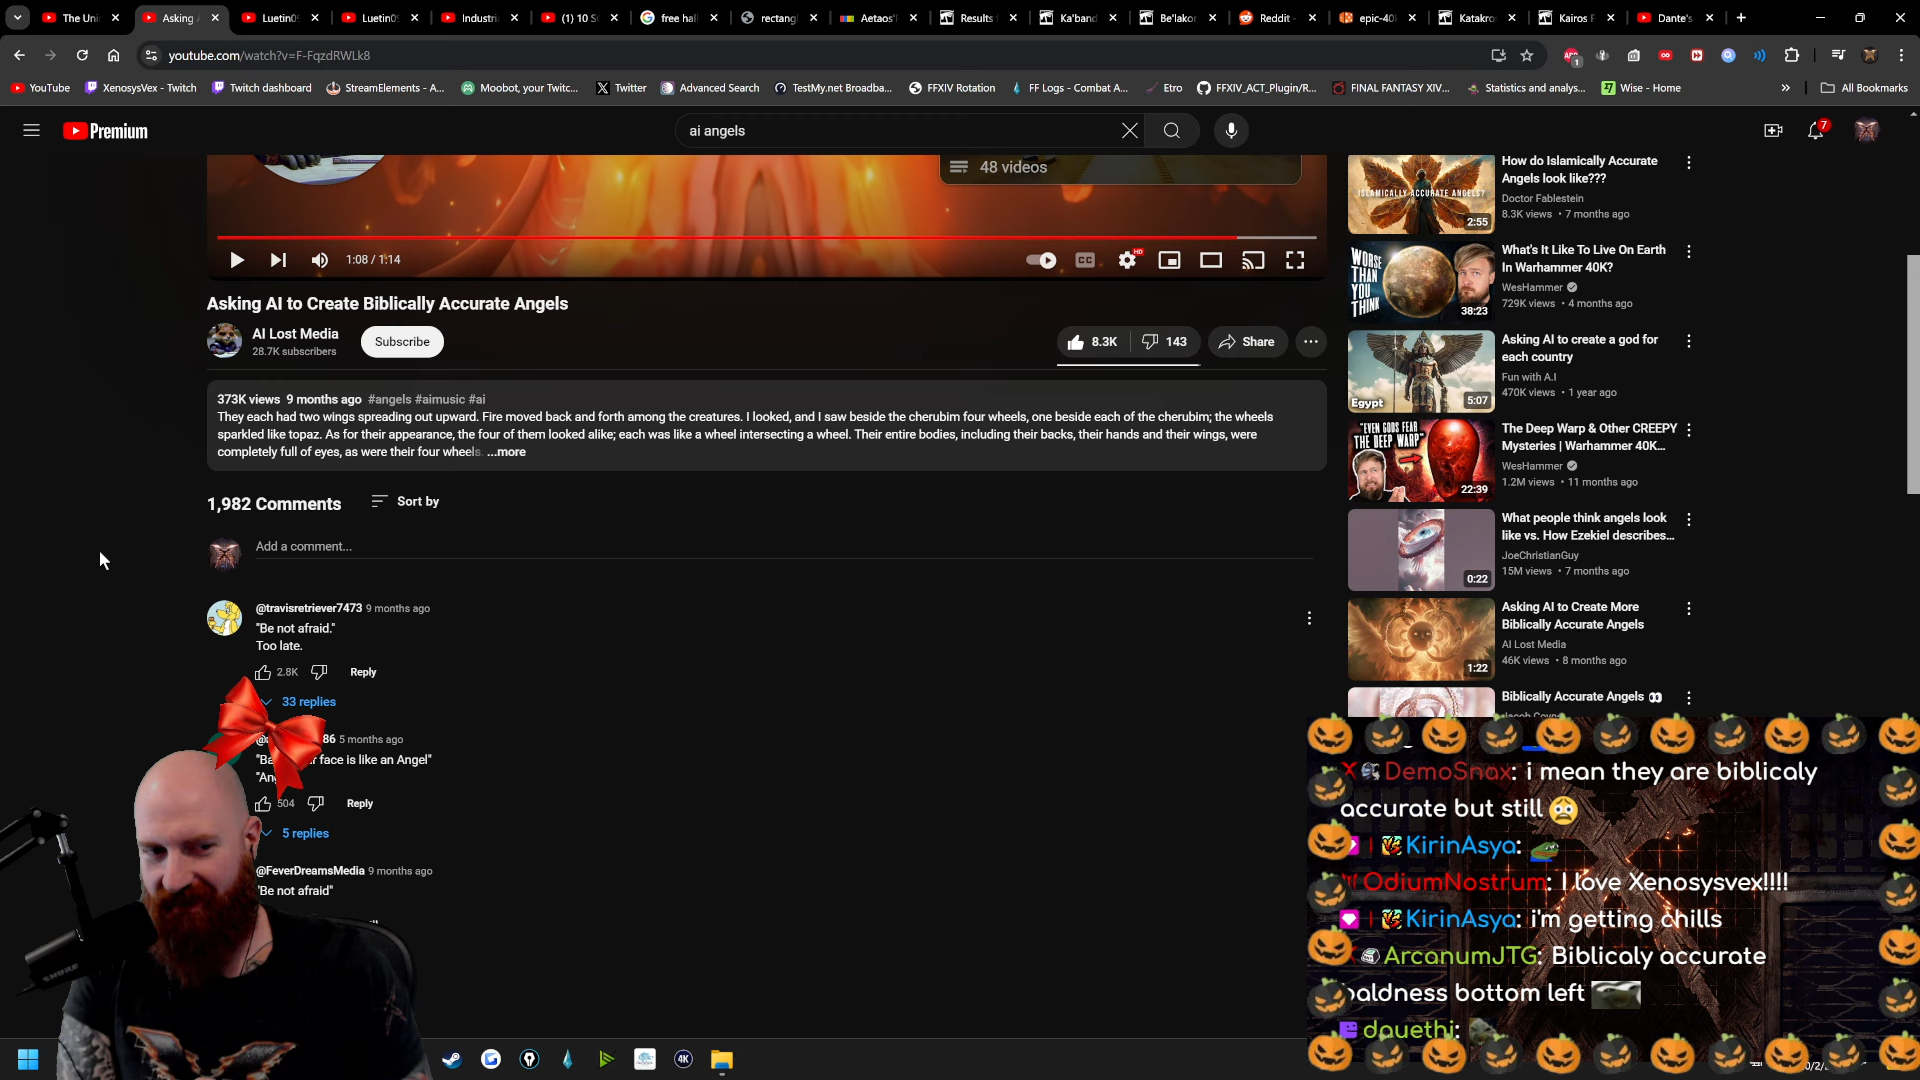 The Uni
Asking
Luetin0
Luetin0
Industri
(1) 10 S
free hal
rectang
Aetaos'
Results
Ka'band
Be'lakor
Reddit
epic-40
Katakro
Kairos F
Dante's
youtube.com/watch?v=F-FqzdRWLk8
YouTube
XenosysVex - Twitch
Twitch dashboard
StreamElements - A...
Moobot, your Twitc...
Twitter
Advanced Search
TestMy.net Broadba...
FFXIV Rotation
FF Logs - Combat A...
Etro
FFXIV_ACT_Plugin/R...
FINAL FANTASY XIV...
Statistics and analys...
Wise - Home
All Bookmarks
Premium
ai angels
7
48 videos
1:08 / 1:14
CC
HD
Asking AI to Create Biblically Accurate Angels
AI Lost Media
28.7K subscribers
Subscribe
8.3K
143
Share
373K views 9 months ago #angels #aimusic #ai
They each had two wings spreading out upward. Fire moved back and forth among the creatures. I looked, and I saw beside the cherubim four wheels, one beside each of the cherubim; the wheels
sparkled like topaz. As for their appearance, the four of them looked alike; each was like a wheel intersecting a wheel. Their entire bodies, including their backs, their hands and their wings, were
completely full of eyes, as were their four wheels. ...more
1,982 Comments
Sort by
Add a comment...
@travisretriever7473 9 months ago
"Be not afraid."
Too late.
2.8K
Reply
33 replies
86 5 months ago
face is like an Angel"
504
Reply
5 replies
@FeverDreamsMedia 9 months ago
"Be not afraid"
SHURE
ISLAMICALLY ACCURATE ANGELS?
2:55
How do Islamically Accurate
Angels look like???
Doctor Fablestein
8.3K views • 7 months ago
WORSE
THAN
YOU
THINK
38:23
What's It Like To Live On Earth
In Warhammer 40K?
WesHammer
729K views • 4 months ago
Egypt
5:07
Asking AI to create a god for
each country
Fun with A.I
470K views • 1 year ago
"EVEN GODS FEAR
THE DEEP WARP"
22:39
The Deep Warp & Other CREEPY
Mysteries | Warhammer 40K...
WesHammer
1.2M views • 11 months ago
0:22
What people think angels look
like vs. How Ezekiel describes...
JoeChristianGuy
15M views • 7 months ago
1:22
Asking AI to Create More
Biblically Accurate Angels
AI Lost Media
46K views • 8 months ago
Biblically Accurate Angels
DemoSnax: i mean they are biblicaly
accurate but still
KirinAsya:
OdiumNostrum: I love Xenosysvex!!!!
KirinAsya: i'm getting chills
ArcanumJTG: Biblicaly accurate
baldness bottom left
dauethi:
4K